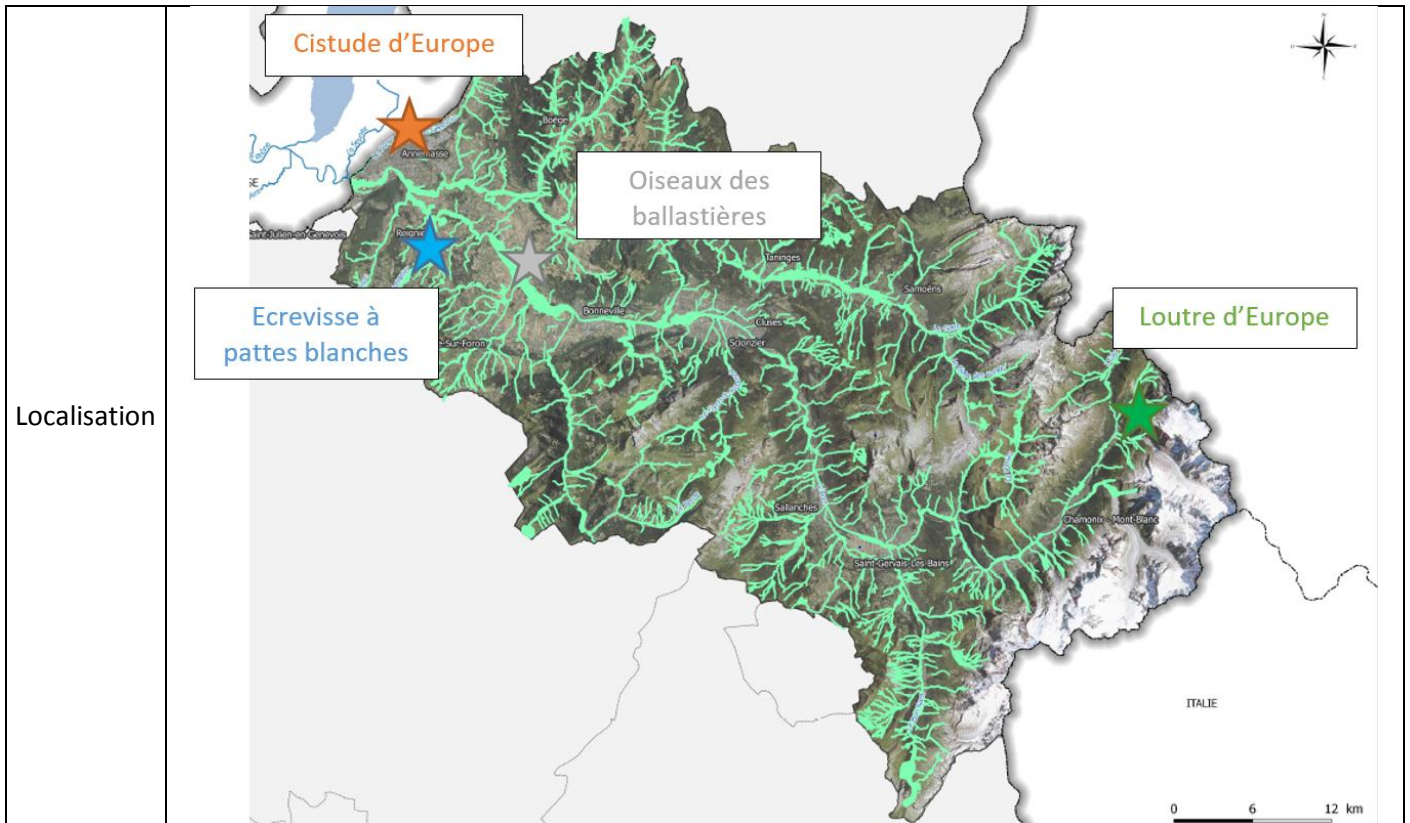 Localisation
Cistude d'Europe
Boëge
Annemasse
Oiseaux des
ballastières
Saint-Julien-en-Genevois
Reignier
Taninges
Samoëns
Ecrevisse à
pattes blanches
Bonneville
Cluses
Scionzier
Loutre d'Europe
Sallanches
Chamonix - Mont-Blanc
Saint-Gervais-Les-Bains
ITALIE
0 6 12 km